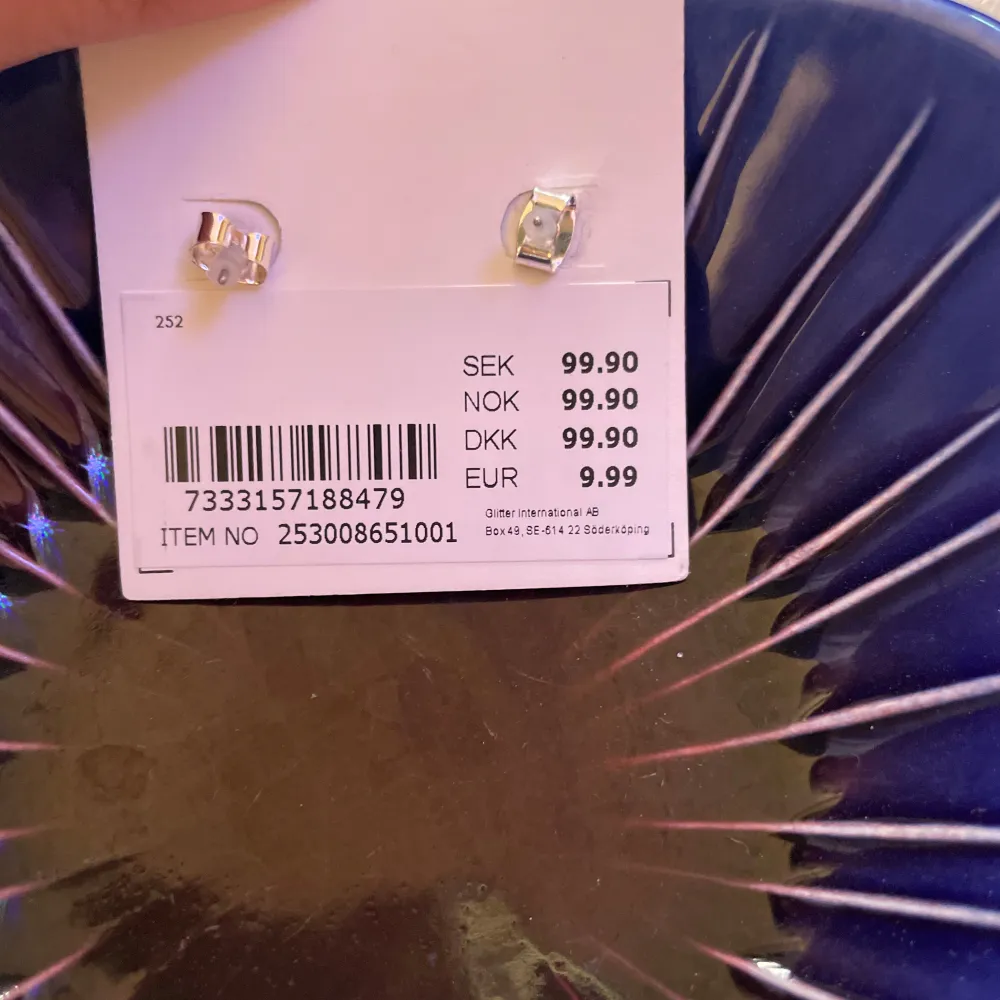 252
SEK 99.90
NOK 99.90
DKK 99.90
EUR 9.99
7333157188479
ITEM NO 253008651001
Glitter International AB
Box 49, SE-614 22 Söderköping